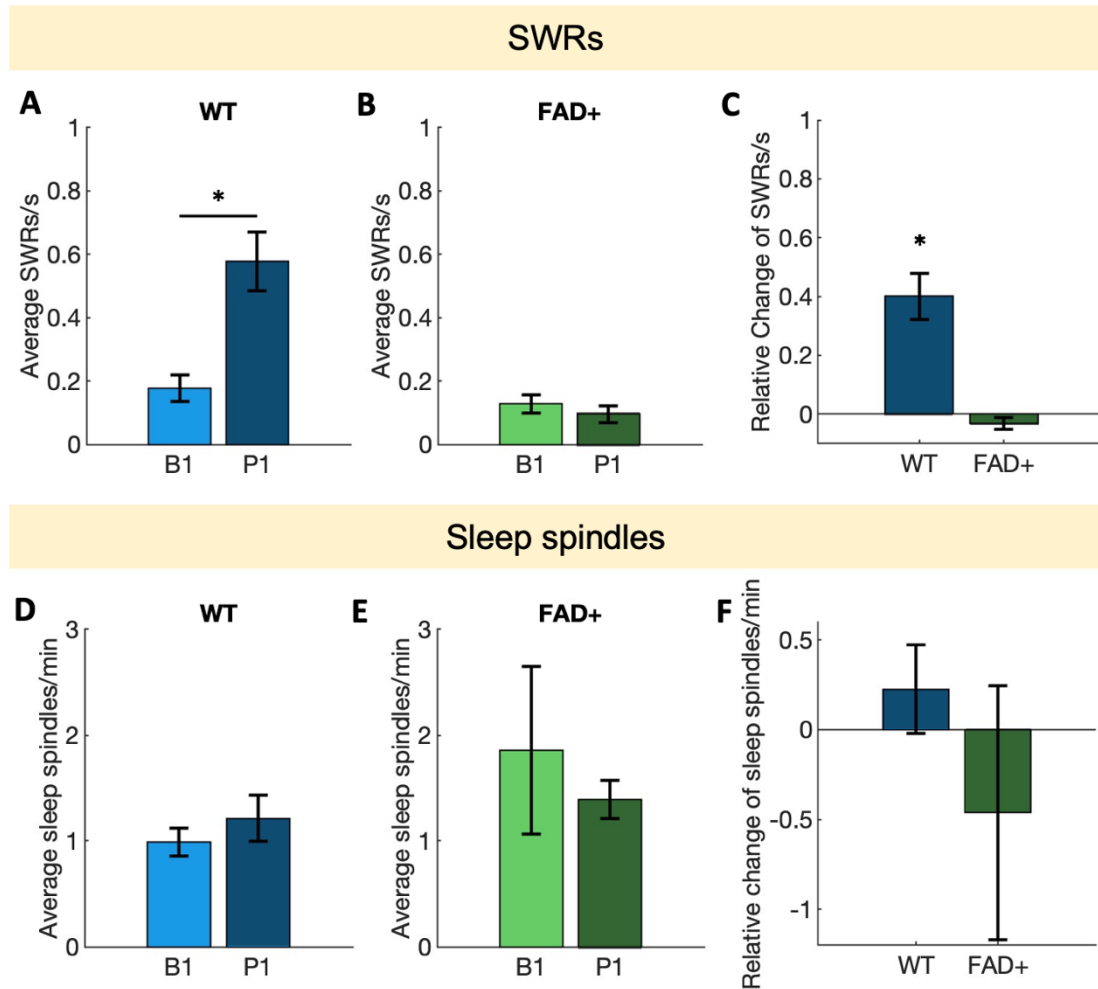 SWRs
A
WT
Average SWRs/s
1
0.8
0.6
0.4
0.2
0
*
B1
P1
B
FAD+
Average SWRs/s
1
0.8
0.6
0.4
0.2
0
B1
P1
C
Relative Change of SWRs/s
1
0.8
0.6
0.4
0.2
0
*
WT
FAD+
Sleep spindles
D
WT
Average sleep spindles/min
3
2
1
0
B1
P1
E
FAD+
Average sleep spindles/min
3
2
1
0
B1
P1
F
Relative change of sleep spindles/min
0.5
0
-0.5
-1
WT
FAD+